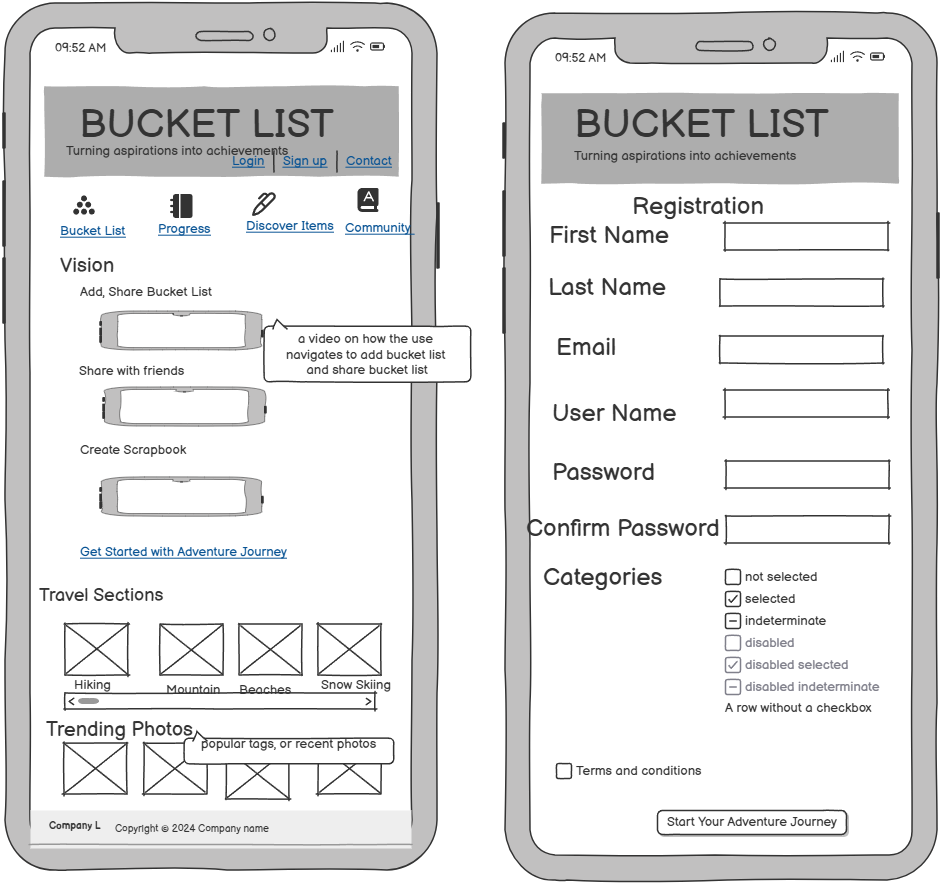 09:52 AM
BUCKET LIST
Turning aspirations into achievements
Login
Sign up
Contact
Bucket List
Progress
Discover Items
Community
Vision
Add, Share Bucket List
a video on how the use
navigates to add bucket list
and share bucket list
Share with friends
Create Scrapbook
Get Started with Adventure Journey
Travel Sections
Hiking
Mountain
Beaches
Snow Skiing
Trending Photos
popular tags, or recent photos
Company L
Copyright © 2024 Company name
09:52 AM
BUCKET LIST
Turning aspirations into achievements
Registration
First Name
Last Name
Email
User Name
Password
Confirm Password
Categories
not selected
selected
indeterminate
disabled
disabled selected
disabled indeterminate
A row without a checkbox
Terms and conditions
Start Your Adventure Journey